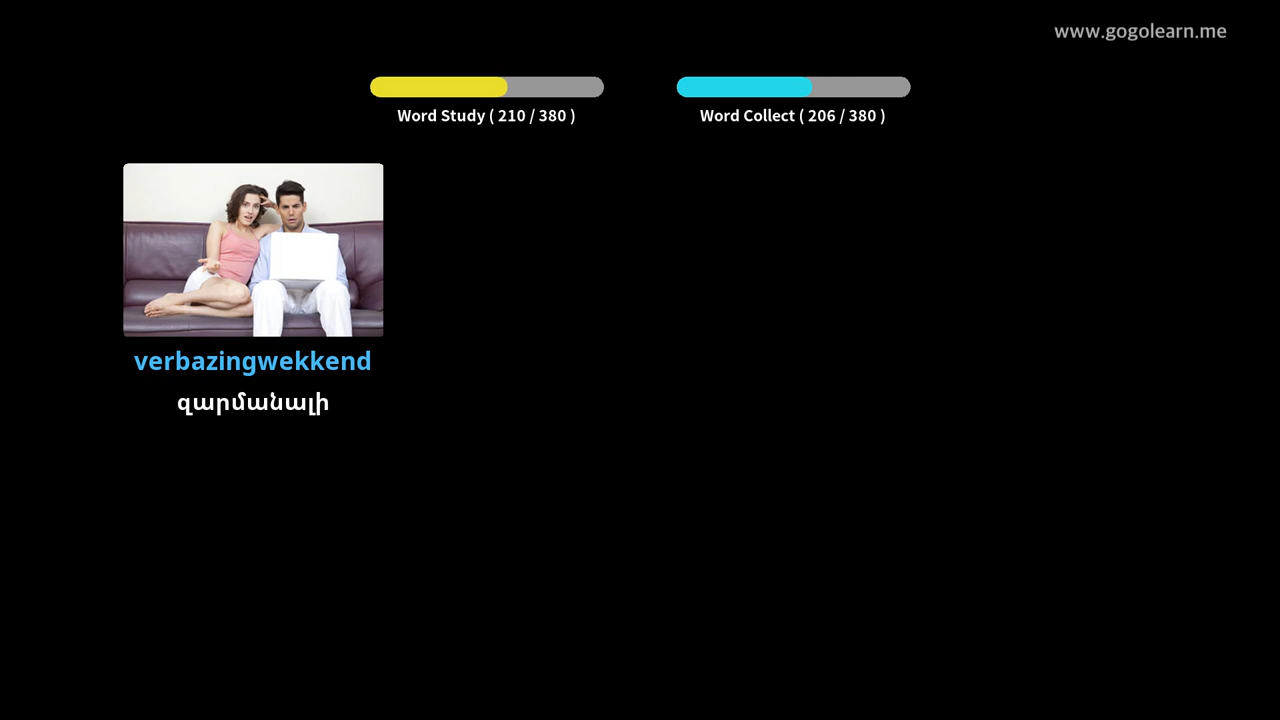 www.gogolearn.me
Word Study ( 210 / 380 )
Word Collect ( 206 / 380 )
verbazingwekkend
զարմանալի